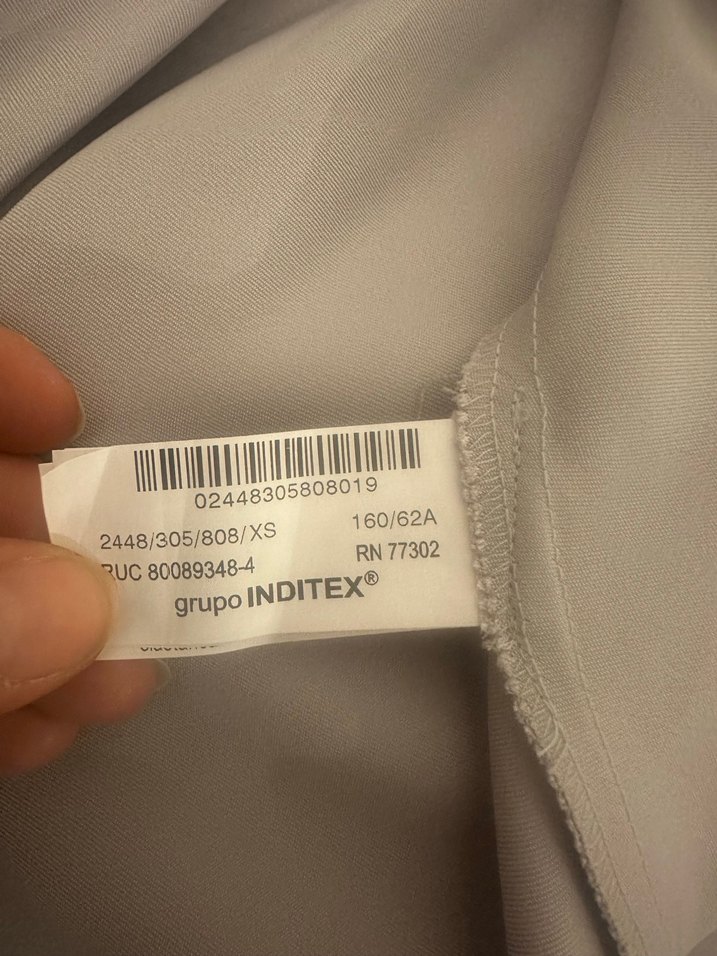 02448305808019
2448/305/808/XS 160/62A
RUC 80089348-4 RN 77302
grupo INDITEX®